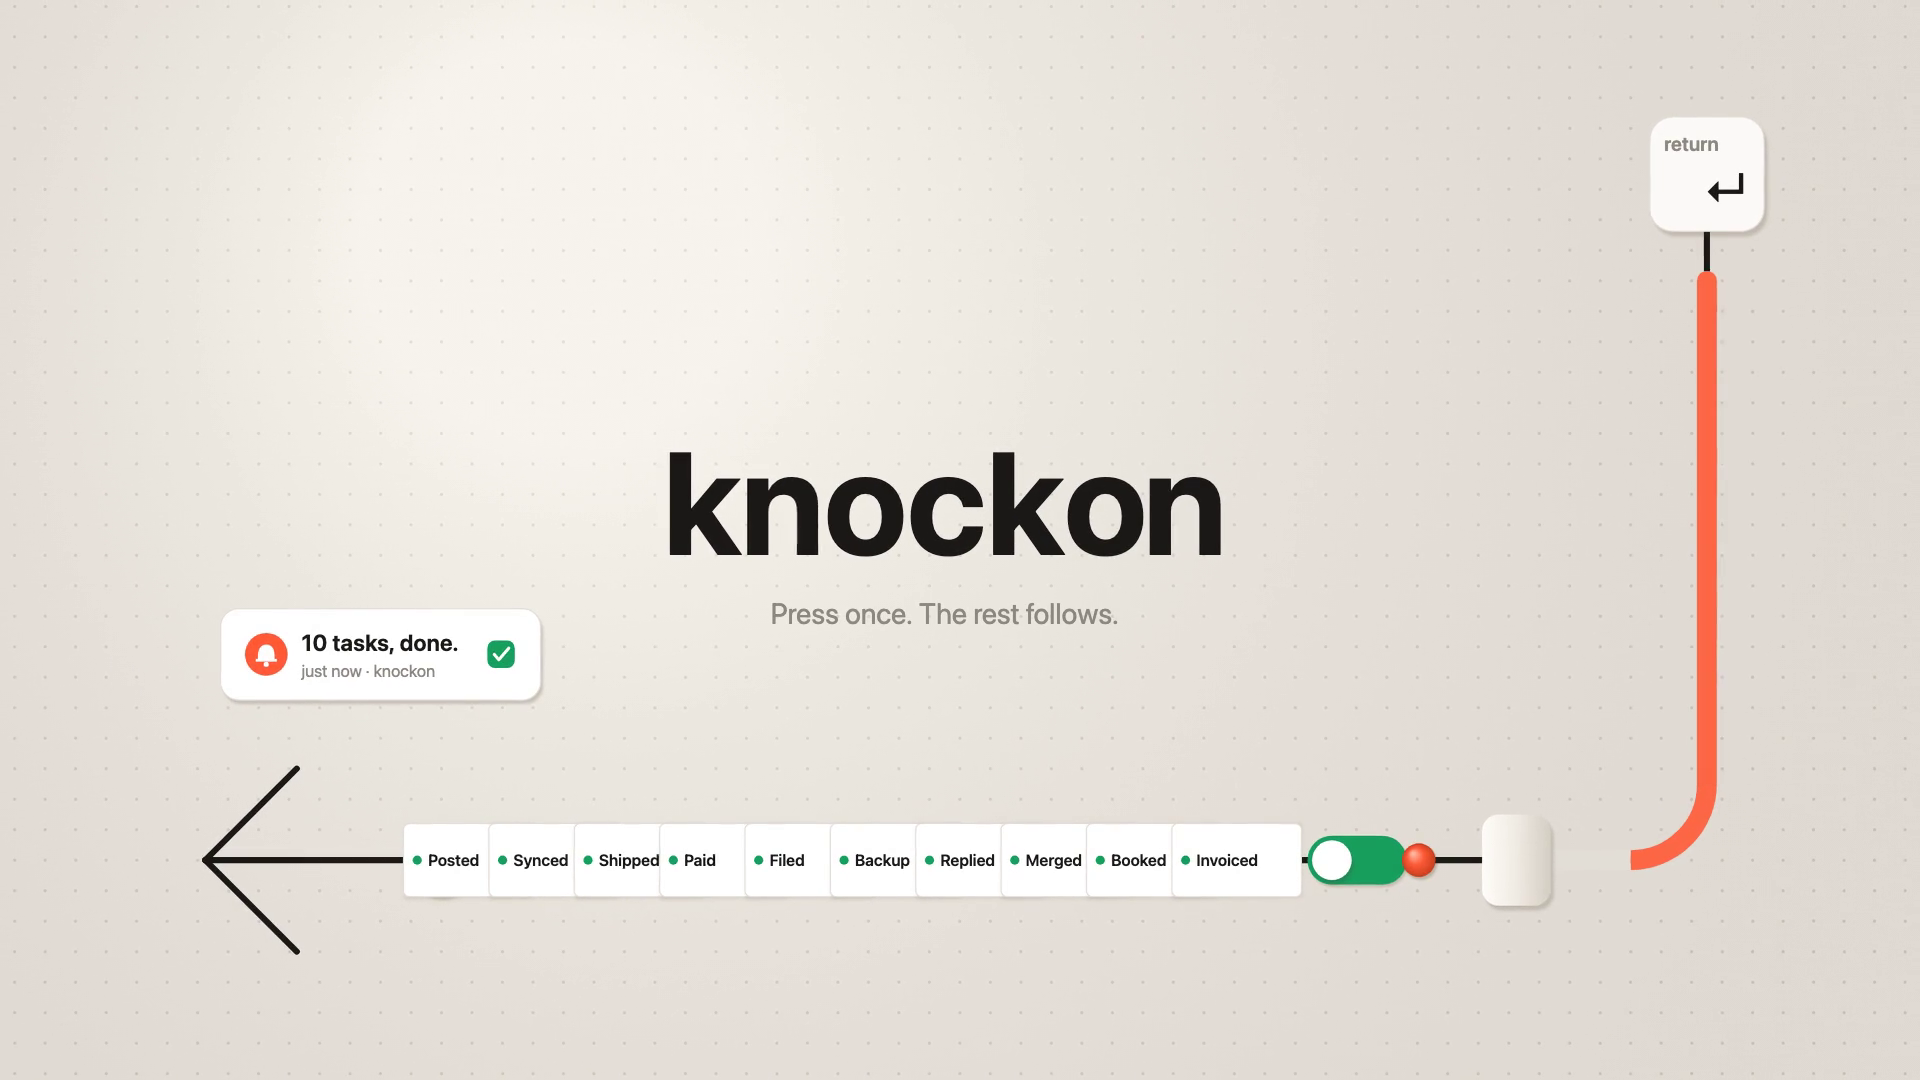 return
knockon
Press once. The rest follows.
10 tasks, done.
just now · knockon
Posted
Synced
Shipped
Paid
Filed
Backup
Replied
Merged
Booked
Invoiced